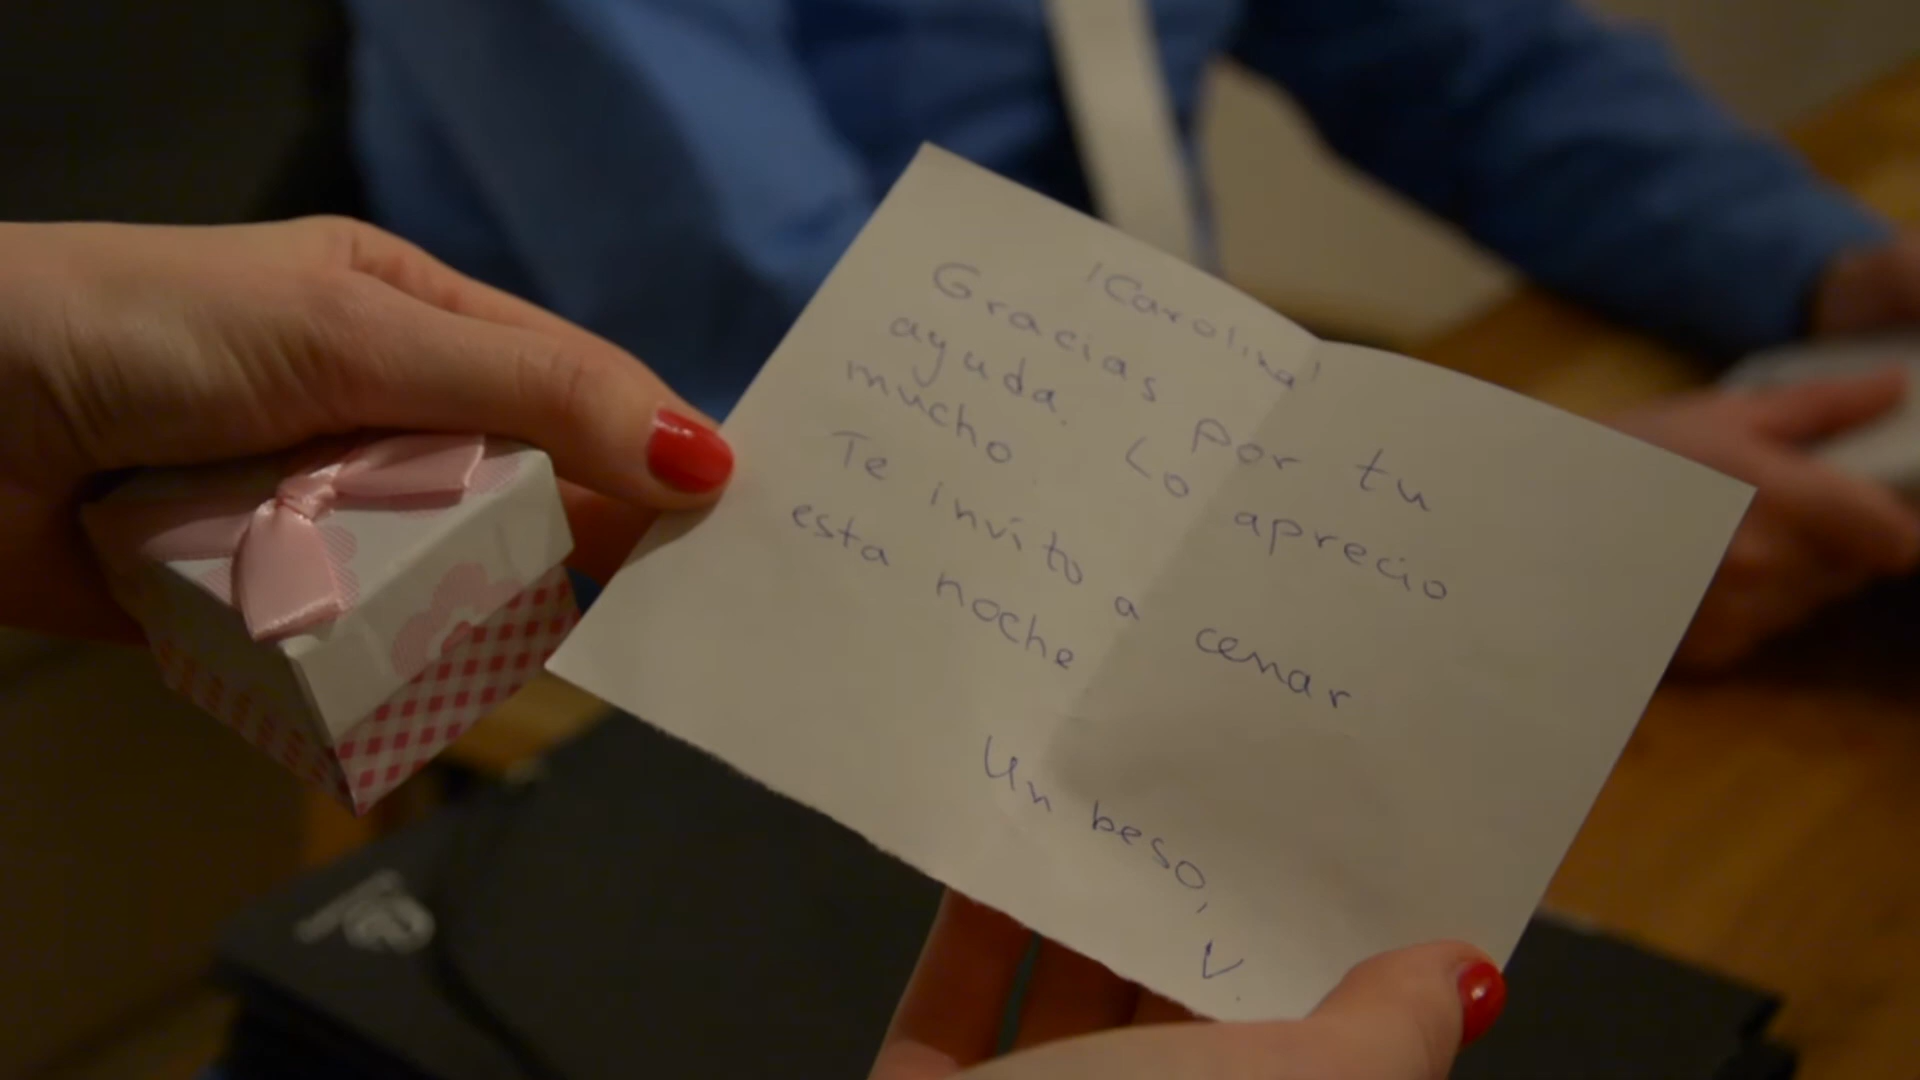 ¡Carolina!
Gracias por tu
ayuda. Lo aprecio
mucho.
Te invito a cenar
esta noche
Un beso,
V.